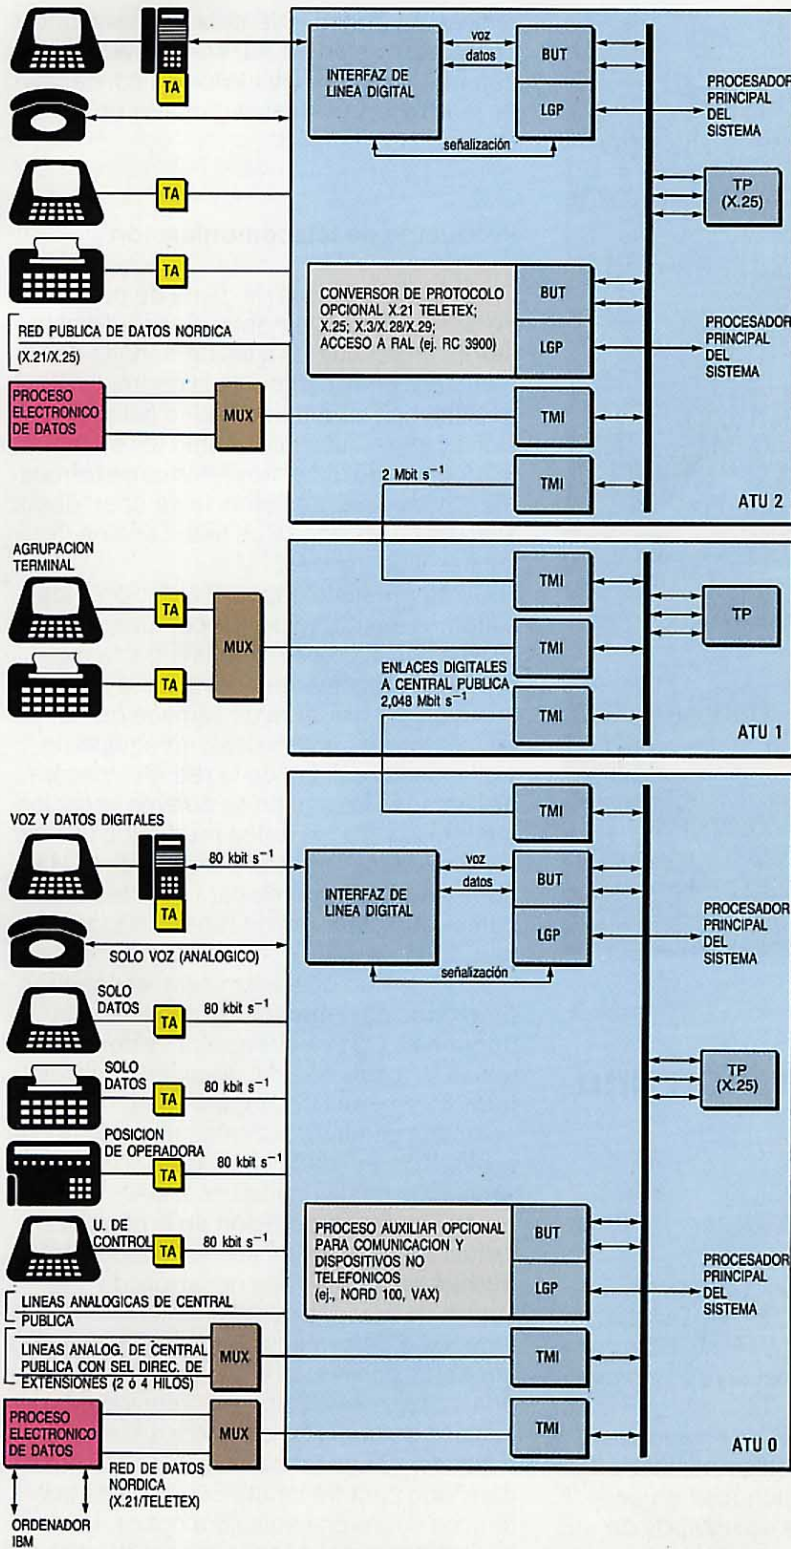 TA
INTERFAZ DE
LINEA DIGITAL
voz
datos
BUT
LGP
señalización
PROCESADOR
PRINCIPAL
DEL
SISTEMA
TA
TP
(X.25)
TA
CONVERSOR DE PROTOCOLO
OPCIONAL X.21 TELETEX;
X.25; X.3/X.28/X.29;
ACCESO A RAL (ej. RC 3900)
BUT
LGP
PROCESADOR
PRINCIPAL
DEL
SISTEMA
RED PUBLICA DE DATOS NORDICA
(X.21/X.25)
PROCESO
ELECTRONICO
DE DATOS
MUX
TMI
2 Mbit s⁻¹
TMI
ATU 2
AGRUPACION
TERMINAL
TA
TA
MUX
TMI
TMI
ENLACES DIGITALES
A CENTRAL PUBLICA
2,048 Mbit s⁻¹
TMI
TP
ATU 1
TMI
VOZ Y DATOS DIGITALES
80 kbit s⁻¹
TA
INTERFAZ DE
LINEA DIGITAL
voz
datos
BUT
LGP
señalización
PROCESADOR
PRINCIPAL
DEL
SISTEMA
SOLO VOZ (ANALOGICO)
SOLO
DATOS
TA
80 kbit s⁻¹
SOLO
DATOS
TA
80 kbit s⁻¹
TP
(X.25)
POSICION
DE OPERADORA
TA
80 kbit s⁻¹
U. DE
CONTROL
TA
80 kbit s⁻¹
PROCESO AUXILIAR OPCIONAL
PARA COMUNICACION Y
DISPOSITIVOS NO
TELEFONICOS
(ej., NORD 100, VAX)
BUT
LGP
PROCESADOR
PRINCIPAL
DEL
SISTEMA
LINEAS ANALOGICAS DE CENTRAL
PUBLICA
LINEAS ANALOG. DE CENTRAL
PUBLICA CON SEL DIREC. DE
EXTENSIONES (2 ó 4 HILOS)
MUX
TMI
PROCESO
ELECTRONICO
DE DATOS
MUX
TMI
ATU 0
RED DE DATOS
NORDICA
(X.21/TELETEX)
ORDENADOR
IBM